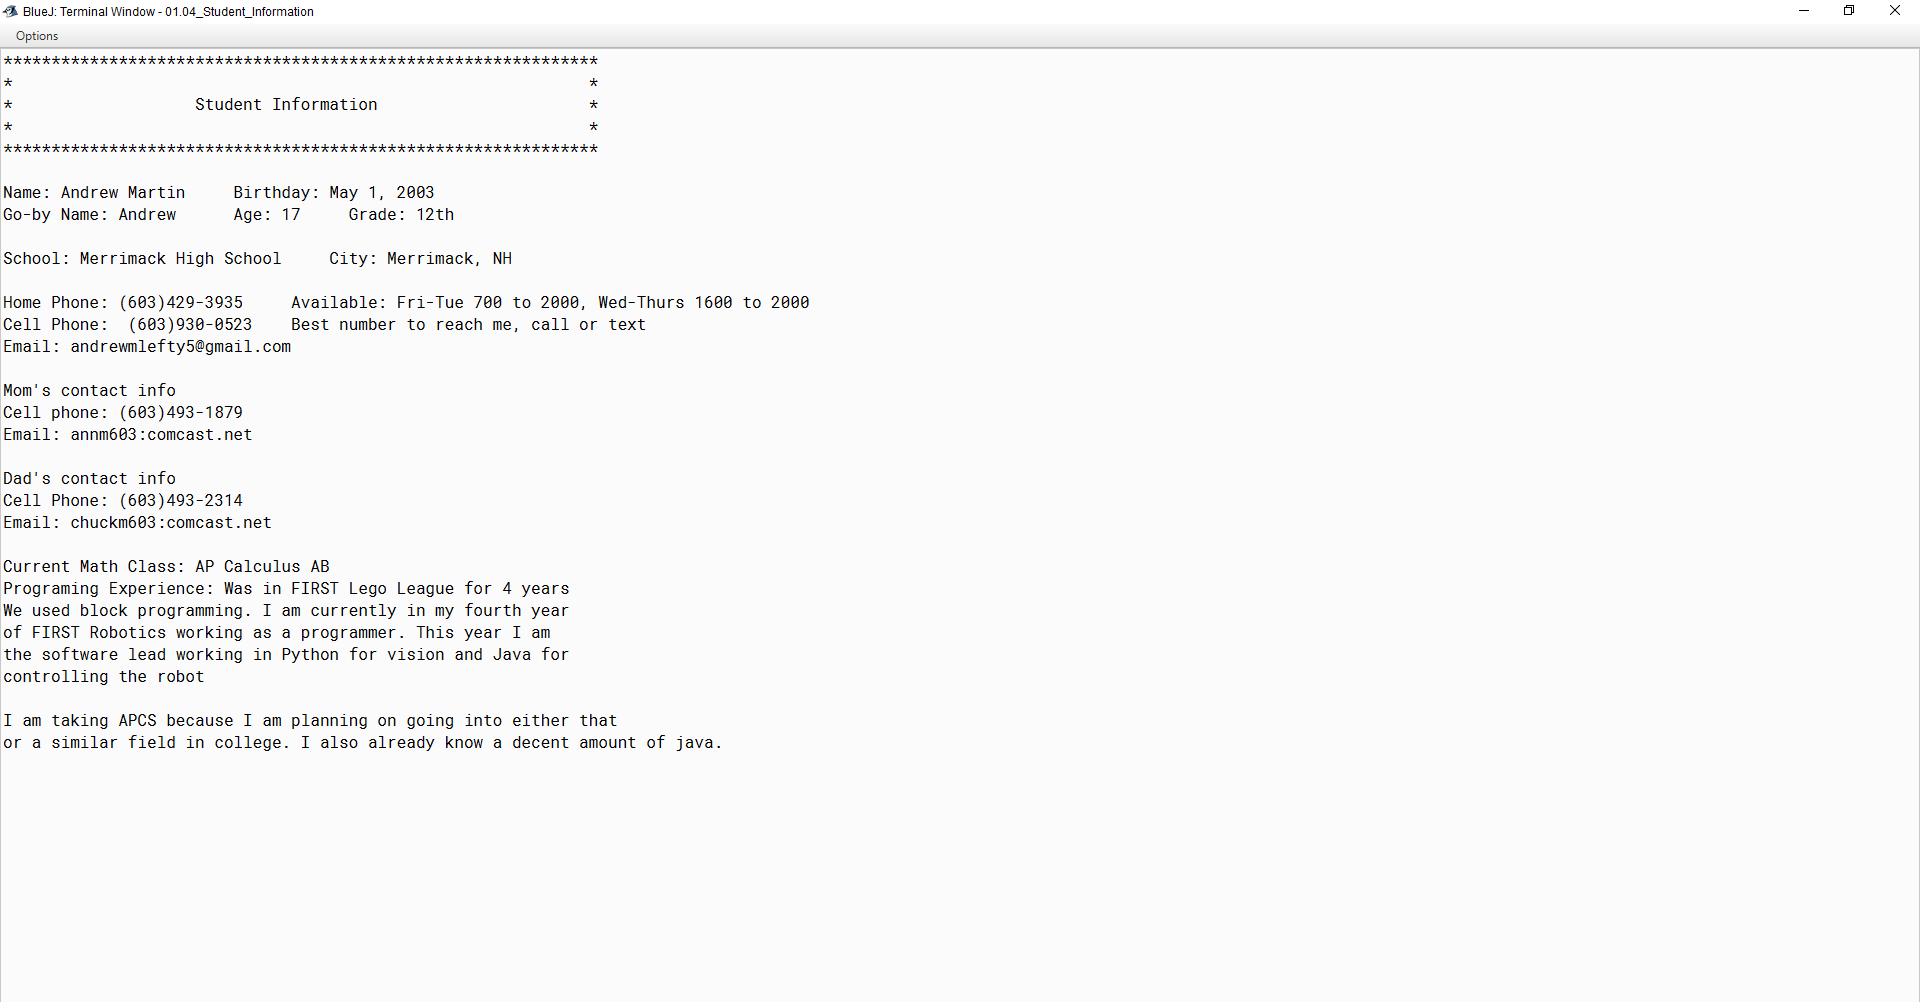 BlueJ: Terminal Window - 01.04_Student_Information
Options
**************************************************************
*                                                            *
*                   Student Information                      *
*                                                            *
**************************************************************
Name: Andrew Martin     Birthday: May 1, 2003
Go-by Name: Andrew      Age: 17     Grade: 12th
School: Merrimack High School     City: Merrimack, NH
Home Phone: (603)429-3935     Available: Fri-Tue 700 to 2000, Wed-Thurs 1600 to 2000
Cell Phone:  (603)930-0523    Best number to reach me, call or text
Email: andrewmlefty5@gmail.com
Mom's contact info
Cell phone: (603)493-1879
Email: annm603:comcast.net
Dad's contact info
Cell Phone: (603)493-2314
Email: chuckm603:comcast.net
Current Math Class: AP Calculus AB
Programing Experience: Was in FIRST Lego League for 4 years
We used block programming. I am currently in my fourth year
of FIRST Robotics working as a programmer. This year I am
the software lead working in Python for vision and Java for
controlling the robot
I am taking APCS because I am planning on going into either that
or a similar field in college. I also already know a decent amount of java.